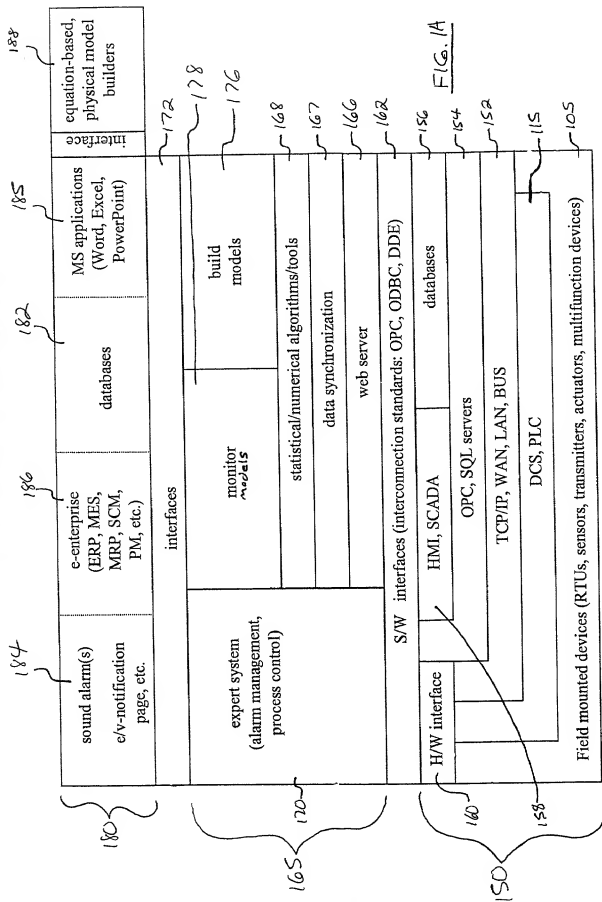 184
186
182
185
188
sound alarm(s)
e/v-notification
page, etc.
e-enterprise
(ERP, MES,
MRP, SCM,
PM, etc.)
databases
MS applications
(Word, Excel,
PowerPoint)
interface
equation-based,
physical model
builders
180
interfaces
172
178
165
expert system
(alarm management,
process control)
170
monitor
models
build
models
176
statistical/numerical algorithms/tools
168
data synchronization
167
web server
166
S/W interfaces (interconnection standards: OPC, ODBC, DDE)
162
150
H/W interface
160
HMI, SCADA
158
databases
156
OPC, SQL servers
154
TCP/IP, WAN, LAN, BUS
152
DCS, PLC
115
Field mounted devices (RTUs, sensors, transmitters, actuators, multifunction devices)
105
FIG. 1A